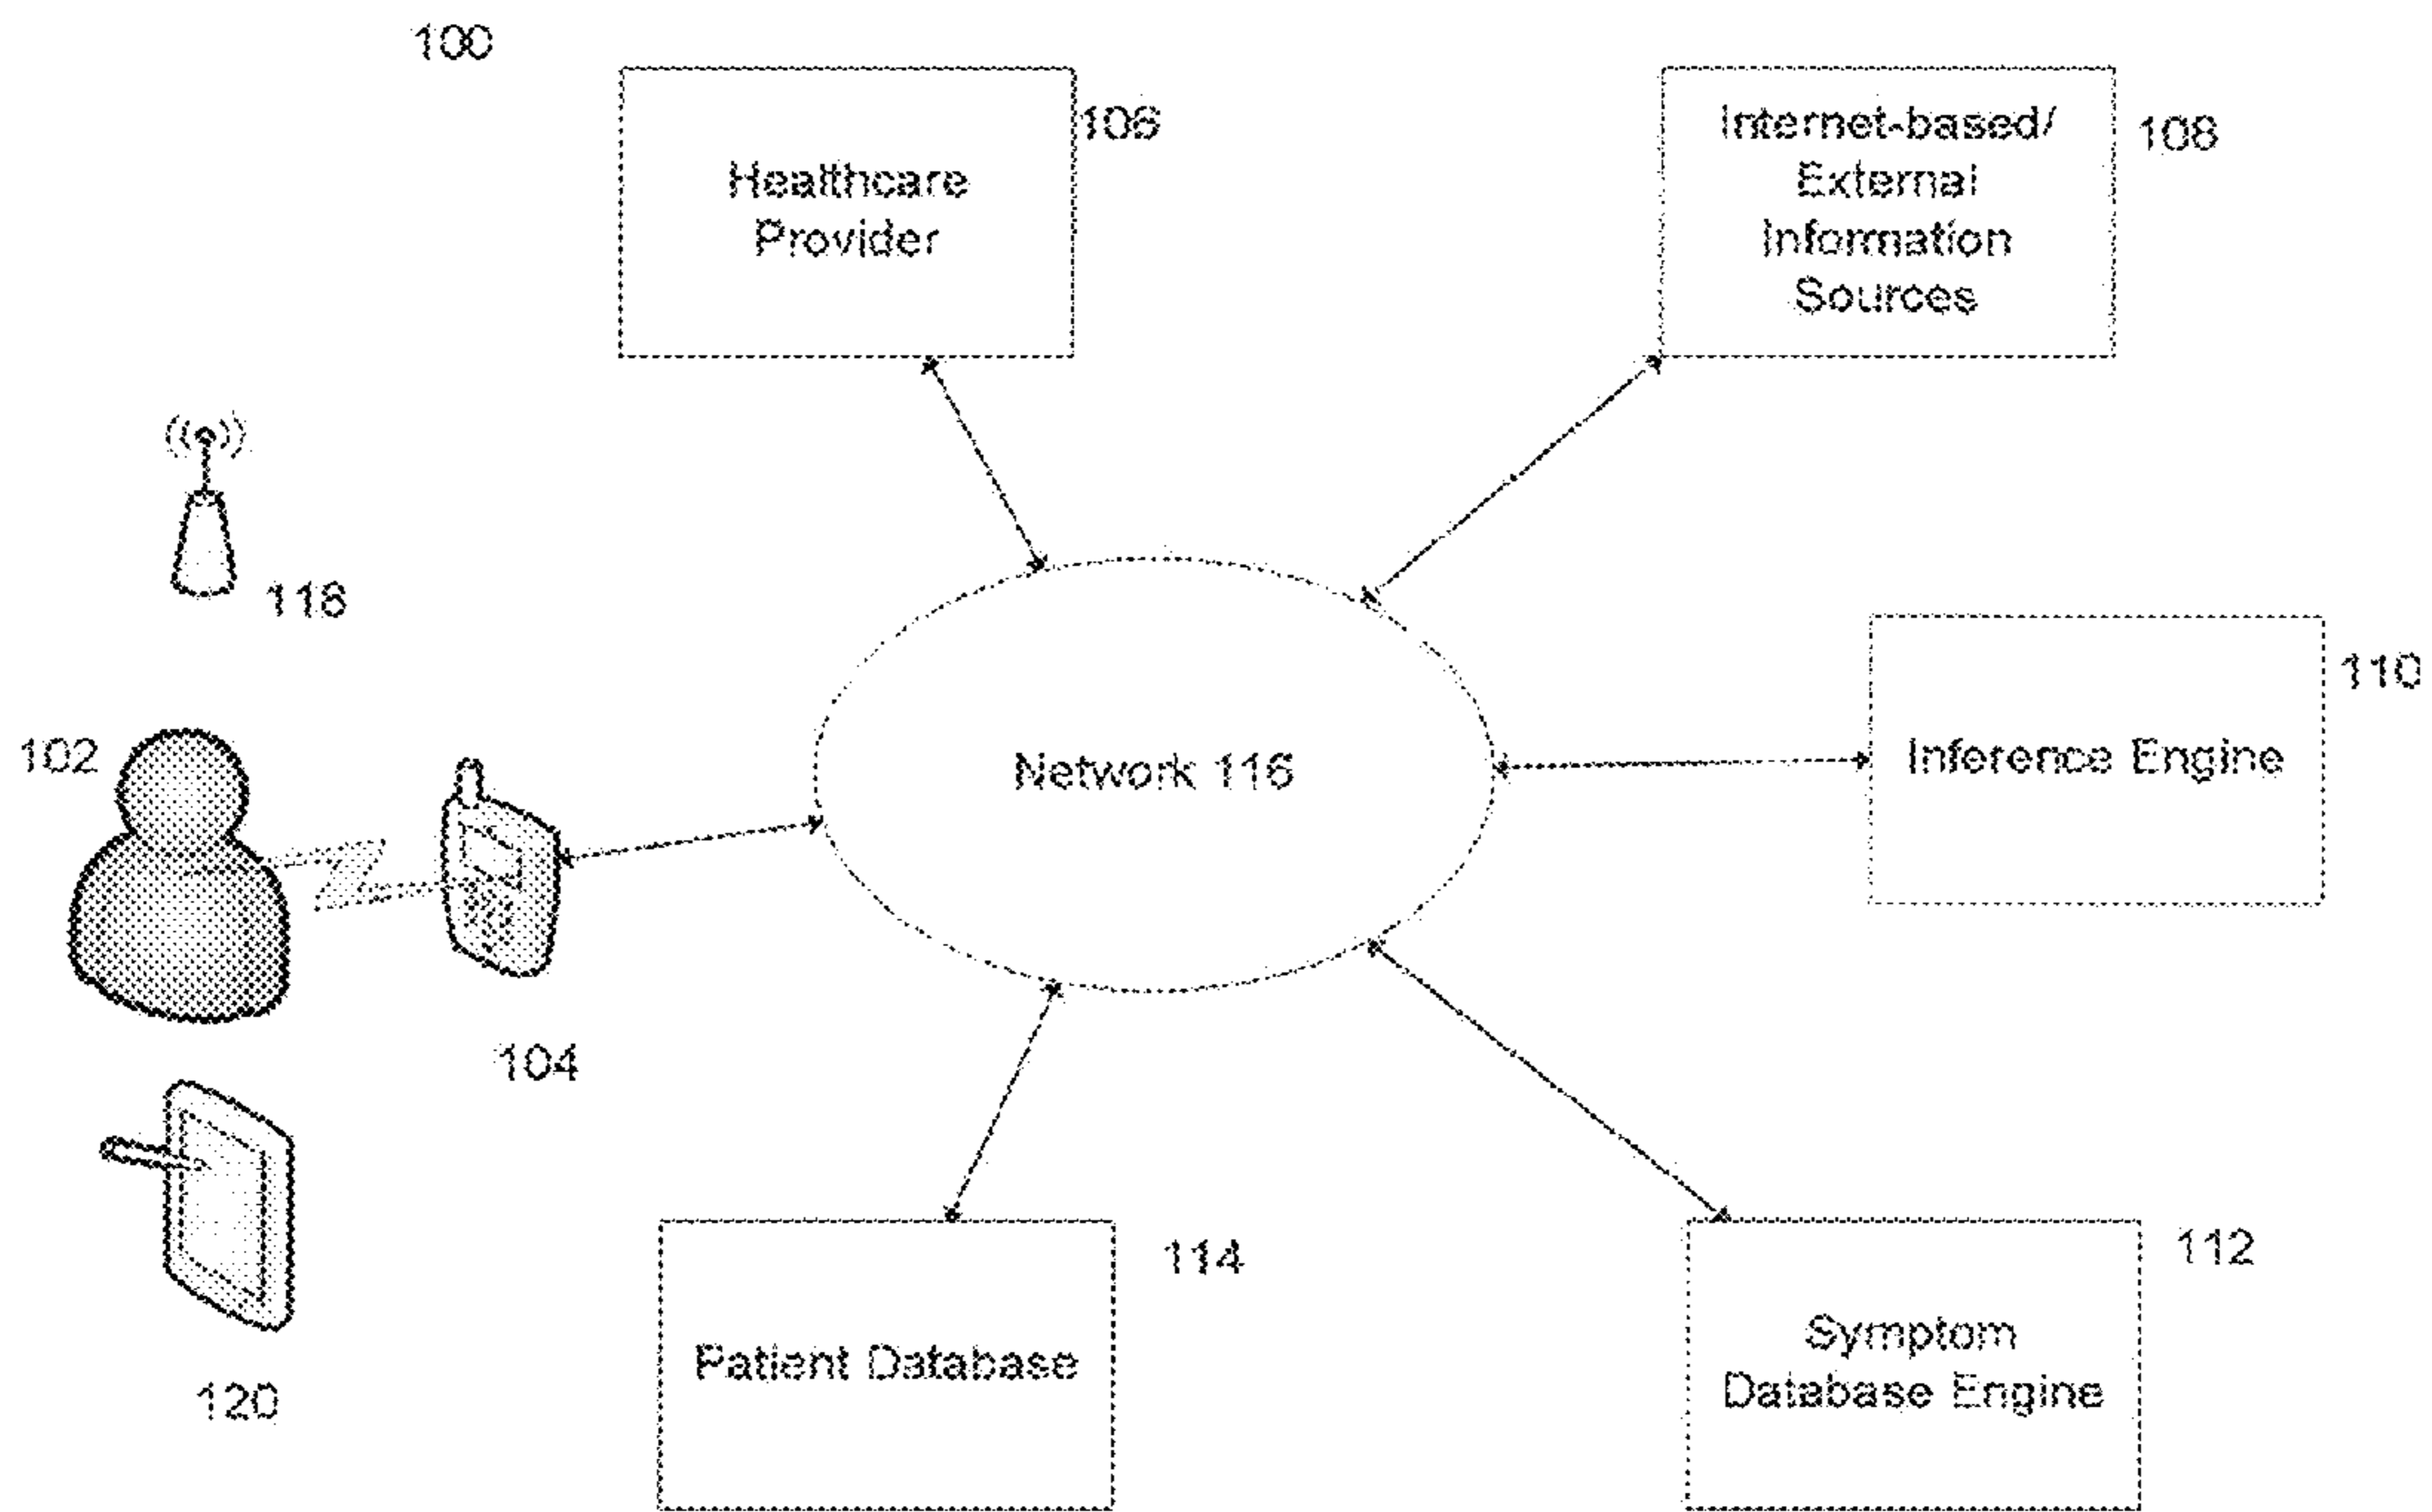 100
Healthcare
Provider
106
Internet-based/
External
Information
Sources
108
118
102
104
120
Network 116
Inference Engine
110
Patient Database
114
Symptom
Database Engine
112